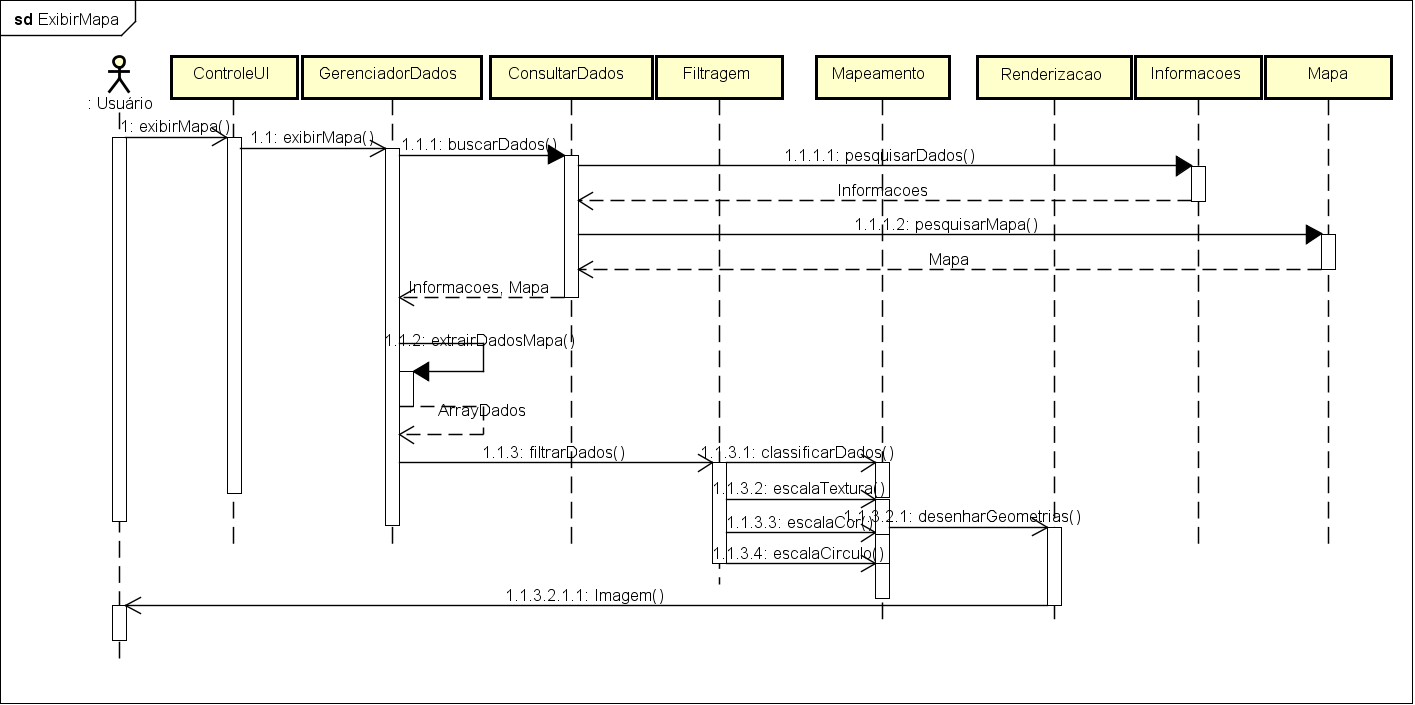 sd ExibirMapa
ControleUI
GerenciadorDados
ConsultarDados
Filtragem
Mapeamento
Renderizacao
Informacoes
Mapa
: Usuário
1: exibirMapa()
1.1: exibirMapa()
1.1.1: buscarDados()
1.1.1.1: pesquisarDados()
Informacoes
1.1.1.2: pesquisarMapa()
Mapa
Informacoes, Mapa
1.1.2: extrairDadosMapa()
ArrayDados
1.1.3: filtrarDados()
1.1.3.1: classificarDados()
1.1.3.2: escalaTextura()
1.1.3.3: escalaCor()
1.1.3.2.1: desenharGeometrias()
1.1.3.4: escalaCirculo()
1.1.3.2.1.1: Imagem()